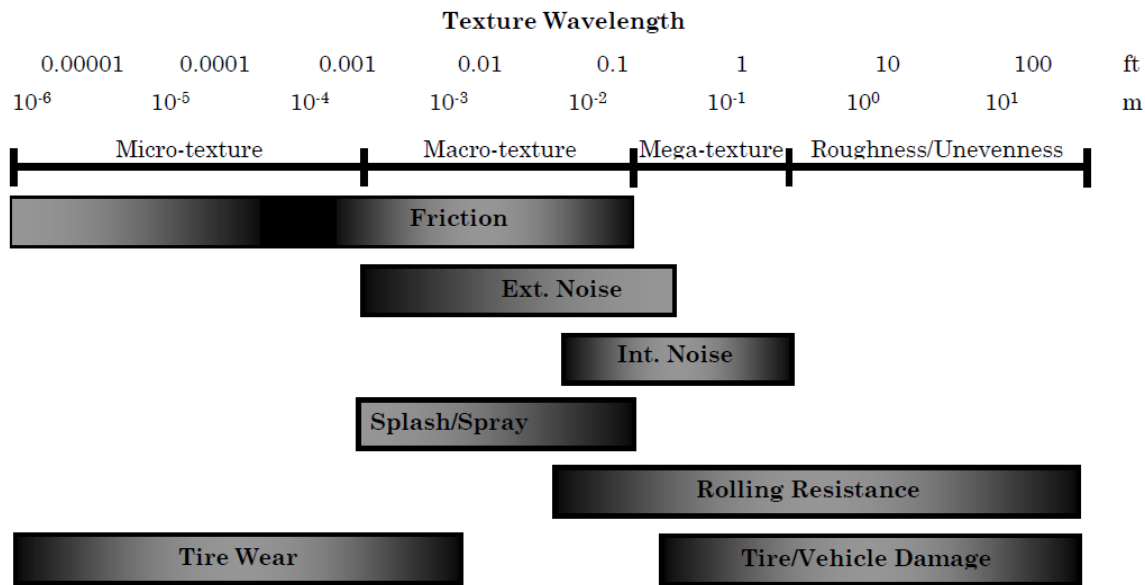 Texture Wavelength
0.00001 0.0001 0.001 0.01 0.1 1 10 100 ft
10⁻⁶ 10⁻⁵ 10⁻⁴ 10⁻³ 10⁻² 10⁻¹ 10⁰ 10¹ m
Micro-texture Macro-texture Mega-texture Roughness/Unevenness
Friction
Ext. Noise
Int. Noise
Splash/Spray
Rolling Resistance
Tire Wear Tire/Vehicle Damage